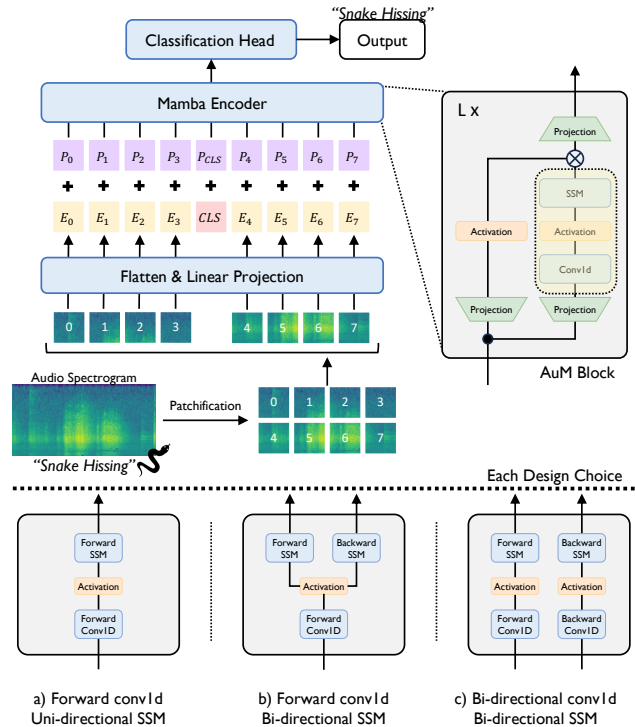 “Snake Hissing”
Classification Head
Output
Mamba Encoder
P0 P1 P2 P3 PCLS P4 P5 P6 P7
+ + + + + + + + +
E0 E1 E2 E3 CLS E4 E5 E6 E7
Flatten & Linear Projection
0 1 2 3 4 5 6 7
L x
Projection
SSM
Activation
Activation
Conv1d
Projection
Projection
AuM Block
Audio Spectrogram
Patchification
0 1 2 3
4 5 6 7
“Snake Hissing”
Each Design Choice
Forward
SSM
Activation
Forward
Conv1D
Forward
SSM
Backward
SSM
Activation
Forward
Conv1D
Forward
SSM
Backward
SSM
Activation
Activation
Forward
Conv1D
Backward
Conv1D
a) Forward conv1d
Uni-directional SSM
b) Forward conv1d
Bi-directional SSM
c) Bi-directional conv1d
Bi-directional SSM